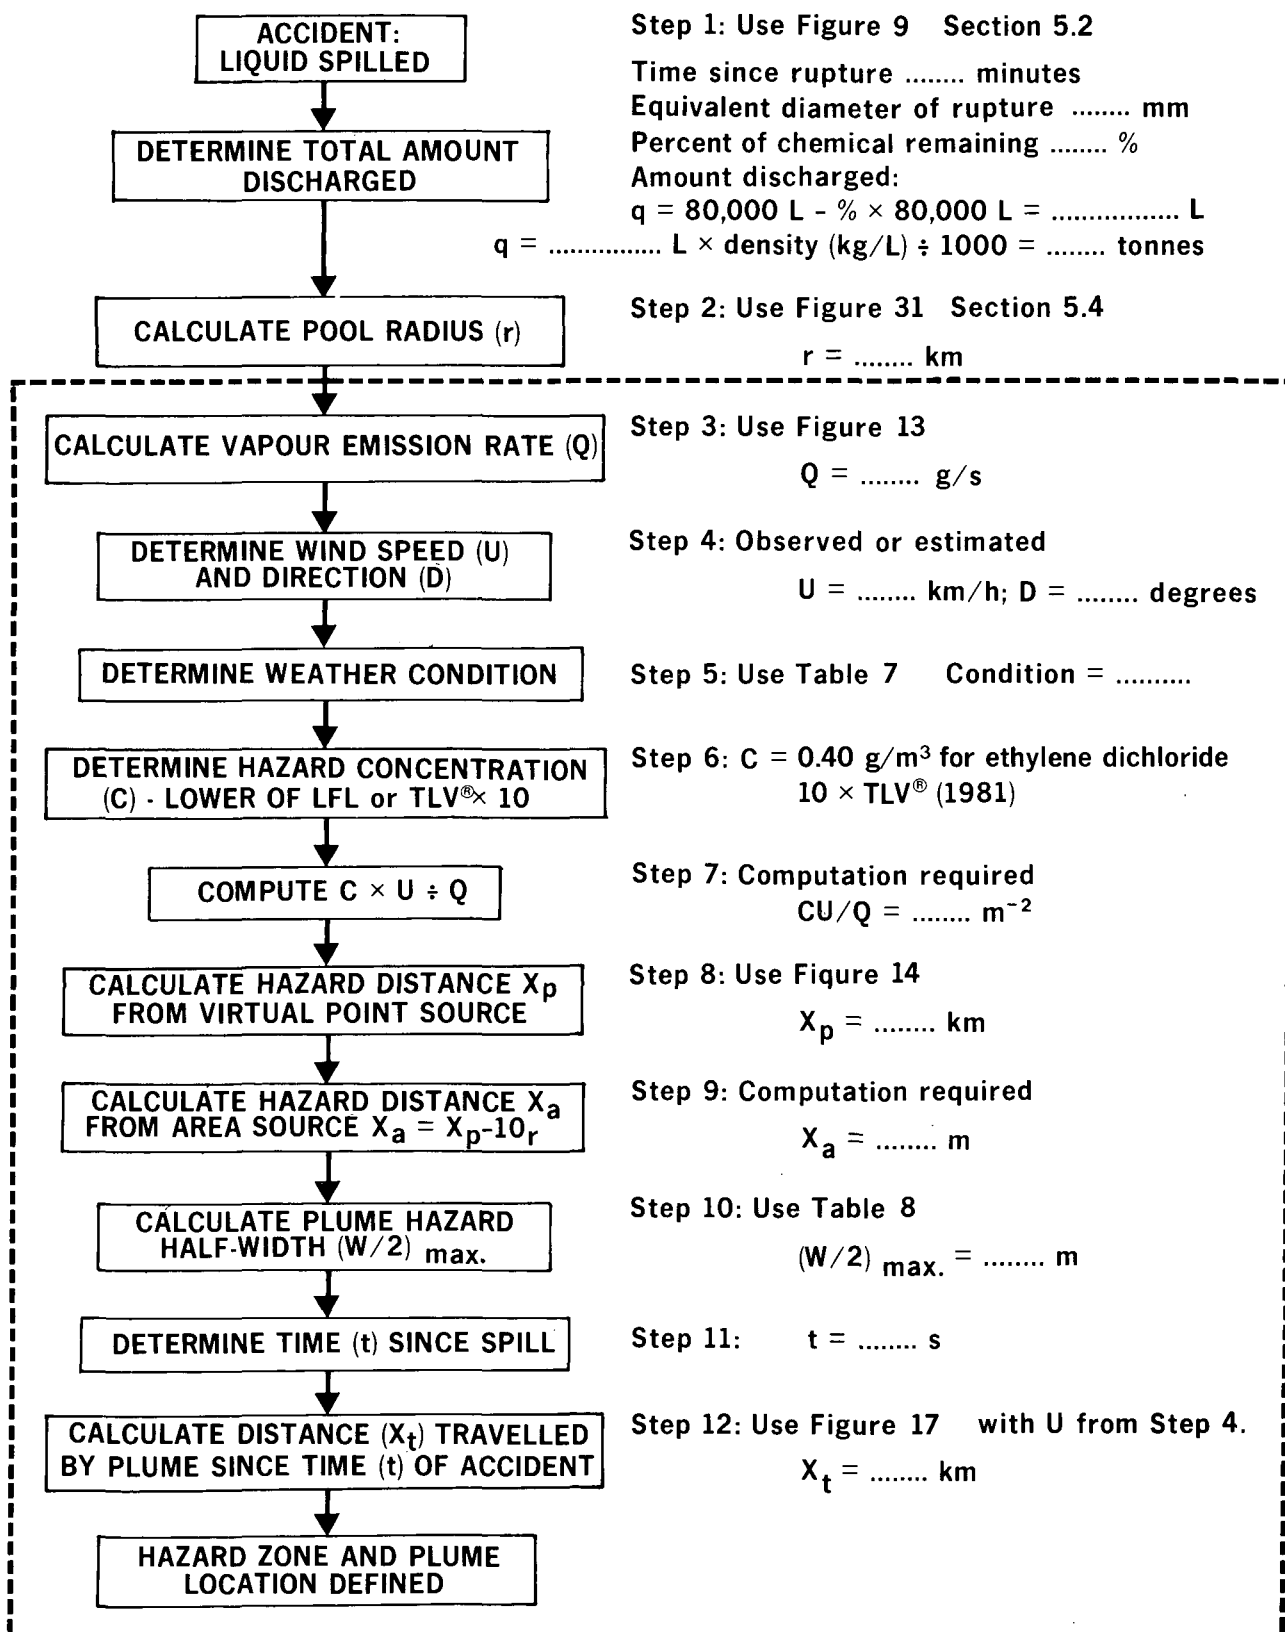 ACCIDENT:
LIQUID SPILLED
Step 1: Use Figure 9 Section 5.2
Time since rupture ........ minutes
Equivalent diameter of rupture ........ mm
Percent of chemical remaining ........ %
Amount discharged:
q = 80,000 L - % × 80,000 L = ................. L
q = ............... L × density (kg/L) ÷ 1000 = ........ tonnes
DETERMINE TOTAL AMOUNT
DISCHARGED
CALCULATE POOL RADIUS (r)
Step 2: Use Figure 31 Section 5.4
r = ........ km
CALCULATE VAPOUR EMISSION RATE (Q)
Step 3: Use Figure 13
Q = ........ g/s
DETERMINE WIND SPEED (U)
AND DIRECTION (D)
Step 4: Observed or estimated
U = ........ km/h; D = ........ degrees
DETERMINE WEATHER CONDITION
Step 5: Use Table 7 Condition = ..........
DETERMINE HAZARD CONCENTRATION
(C) - LOWER OF LFL or TLV®× 10
Step 6: C = 0.40 g/m³ for ethylene dichloride
10 × TLV® (1981)
COMPUTE C × U ÷ Q
Step 7: Computation required
CU/Q = ........ m⁻²
CALCULATE HAZARD DISTANCE Xp
FROM VIRTUAL POINT SOURCE
Step 8: Use Figure 14
Xp = ........ km
CALCULATE HAZARD DISTANCE Xa
FROM AREA SOURCE Xa = Xp-10r
Step 9: Computation required
Xa = ........ m
CALCULATE PLUME HAZARD
HALF-WIDTH (W/2) max.
Step 10: Use Table 8
(W/2) max. = ........ m
DETERMINE TIME (t) SINCE SPILL
Step 11: t = ........ s
CALCULATE DISTANCE (Xt) TRAVELLED
BY PLUME SINCE TIME (t) OF ACCIDENT
Step 12: Use Figure 17 with U from Step 4.
Xt = ........ km
HAZARD ZONE AND PLUME
LOCATION DEFINED